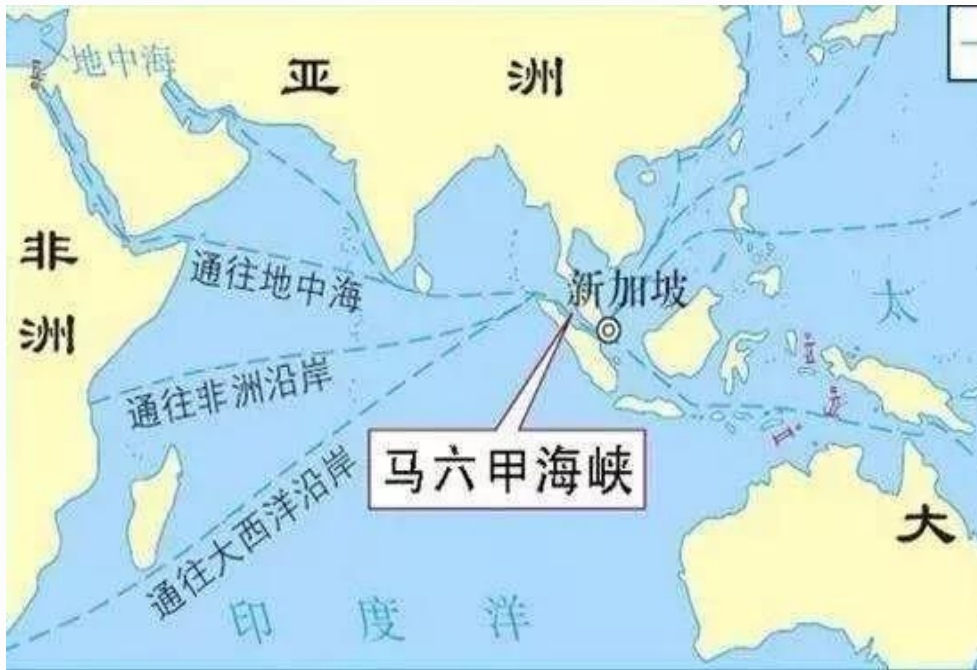 地中海
亚洲
非洲
通往地中海
新加坡
太
通往非洲沿岸
马六甲海峡
通往大西洋沿岸
大
印度洋